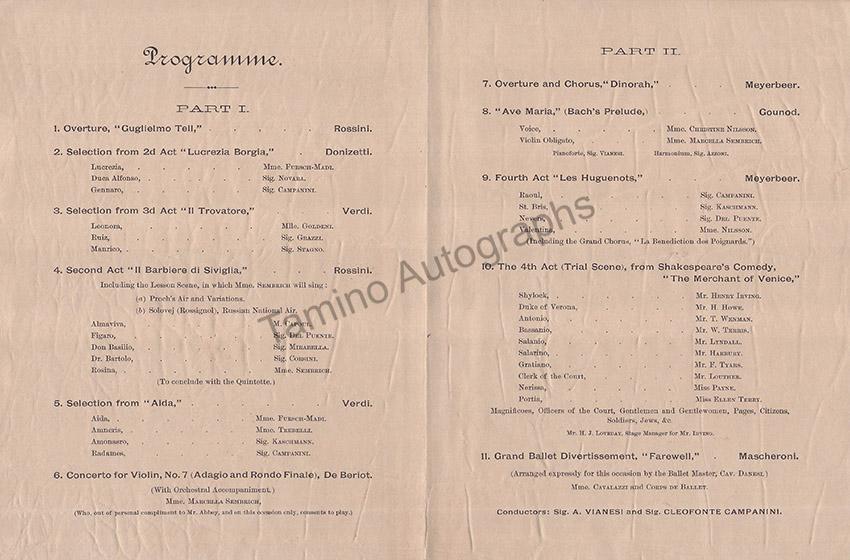 Programme.
PART I.
1. Overture, "Guglielmo Tell," . . . . Rossini.
2. Selection from 2d Act "Lucrezia Borgia," Donizetti.
Lucrezia, . . . . . . Mme. FURSCH-MADI.
Duca Alfonso, . . . . . . Sig. NOVARA.
Gennaro, . . . . . . Sig. CAMPANINI.
3. Selection from 3d Act "Il Trovatore," . . Verdi.
Leonora, . . . . . . Mlle. GOLDENI.
Ruiz, . . . . . . Sig. GRAZZI.
Manrico, . . . . . . Sig. STAGNO.
4. Second Act "Il Barbiere di Siviglia," . . Rossini.
Including the Lesson Scene, in which Mme. SEMBRICH will sing:
(a) Proch's Air and Variations.
(b) Solovej (Rossignol), Russian National Air.
Almaviva, . . . . . M. CAPOUL.
Figaro, . . . . . Sig. DEL PUENTE.
Don Basilio, . . . . . Sig. MIRABELLA.
Dr. Bartolo, . . . . . Sig. CORSINI.
Rosina, . . . . . Mme. SEMBRICH.
(To conclude with the Quintette.)
5. Selection from "Aida," . . . . Verdi.
Aida, . . . . . . Mme. FURSCH-MADI.
Amneris, . . . . . Mme. TREBELLI.
Amonasro, . . . . . Sig. KASCHMANN.
Radames, . . . . . Sig. CAMPANINI.
6. Concerto for Violin, No. 7 (Adagio and Rondo Finale), De Beriot.
(With Orchestral Accompaniment.)
Mme. MARCELLA SEMBRICH,
(Who, out of personal compliment to Mr. Abbey, and on this occasion only, consents to play.)
PART II.
7. Overture and Chorus, "Dinorah," . . . Meyerbeer.
8. "Ave Maria," (Bach's Prelude,) . . . Gounod.
Voice, . . . . . . Mme. CHRISTINE NILSSON.
Violin Obligato, . . . . . Mme. MARCELLA SEMBRICH.
Pianoforte, Sig. VIANESI. Harmonium, Sig. AZZONI.
9. Fourth Act "Les Huguenots," . . . Meyerbeer.
Raoul, . . . . . . Sig. CAMPANINI.
St. Bris, . . . . . . Sig. KASCHMANN.
Nevers, . . . . . . Sig. DEL PUENTE.
Valentina, . . . . . . Mme. NILSSON.
(Including the Grand Chorus, "La Benediction des Poignards.")
10. The 4th Act (Trial Scene), from Shakespeare's Comedy,
"The Merchant of Venice,"
Shylock, . . . . . . Mr. HENRY IRVING.
Duke of Verona, . . . . . Mr. H. HOWE.
Antonio, . . . . . . Mr. T. WENMAN.
Bassanio, . . . . . . Mr. W. TERRIS.
Salanio, . . . . . . Mr. LYNDALL.
Salarino, . . . . . . Mr. HARBURY.
Gratiano, . . . . . . Mr. F. TYARS.
Clerk of the Court, . . . . . Mr. LOUTHER.
Nerissa, . . . . . . Miss PAYNE.
Portia, . . . . . . Miss ELLEN TERRY.
Magnificoes, Officers of the Court, Gentlemen and Gentlewomen, Pages, Citizens,
Soldiers, Jews, &c.
Mr. H. J. LOVEDAY, Stage Manager for Mr. IRVING.
11. Grand Ballet Divertissement, "Farewell," . Mascheroni.
(Arranged expressly for this occasion by the Ballet Master, CAV. DANESI.)
Mme. CAVALAZZI and CORPS DE BALLET.
Conductors: Sig. A. VIANESI and Sig. CLEOFONTE CAMPANINI.
Tamino Autographs